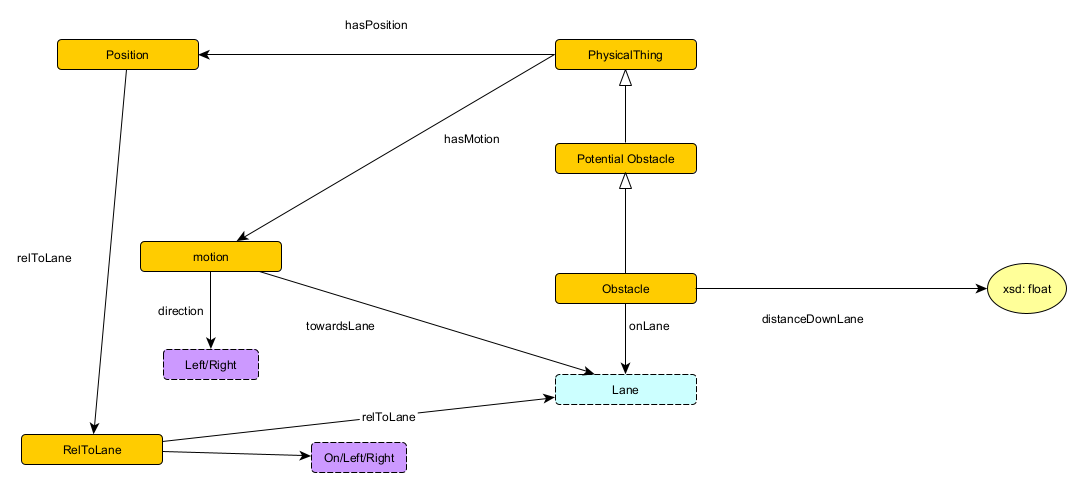 hasPosition
Position
PhysicalThing
hasMotion
Potential Obstacle
relToLane
motion
Obstacle
xsd: float
direction
towardsLane
onLane
distanceDownLane
Left/Right
Lane
relToLane
RelToLane
On/Left/Right